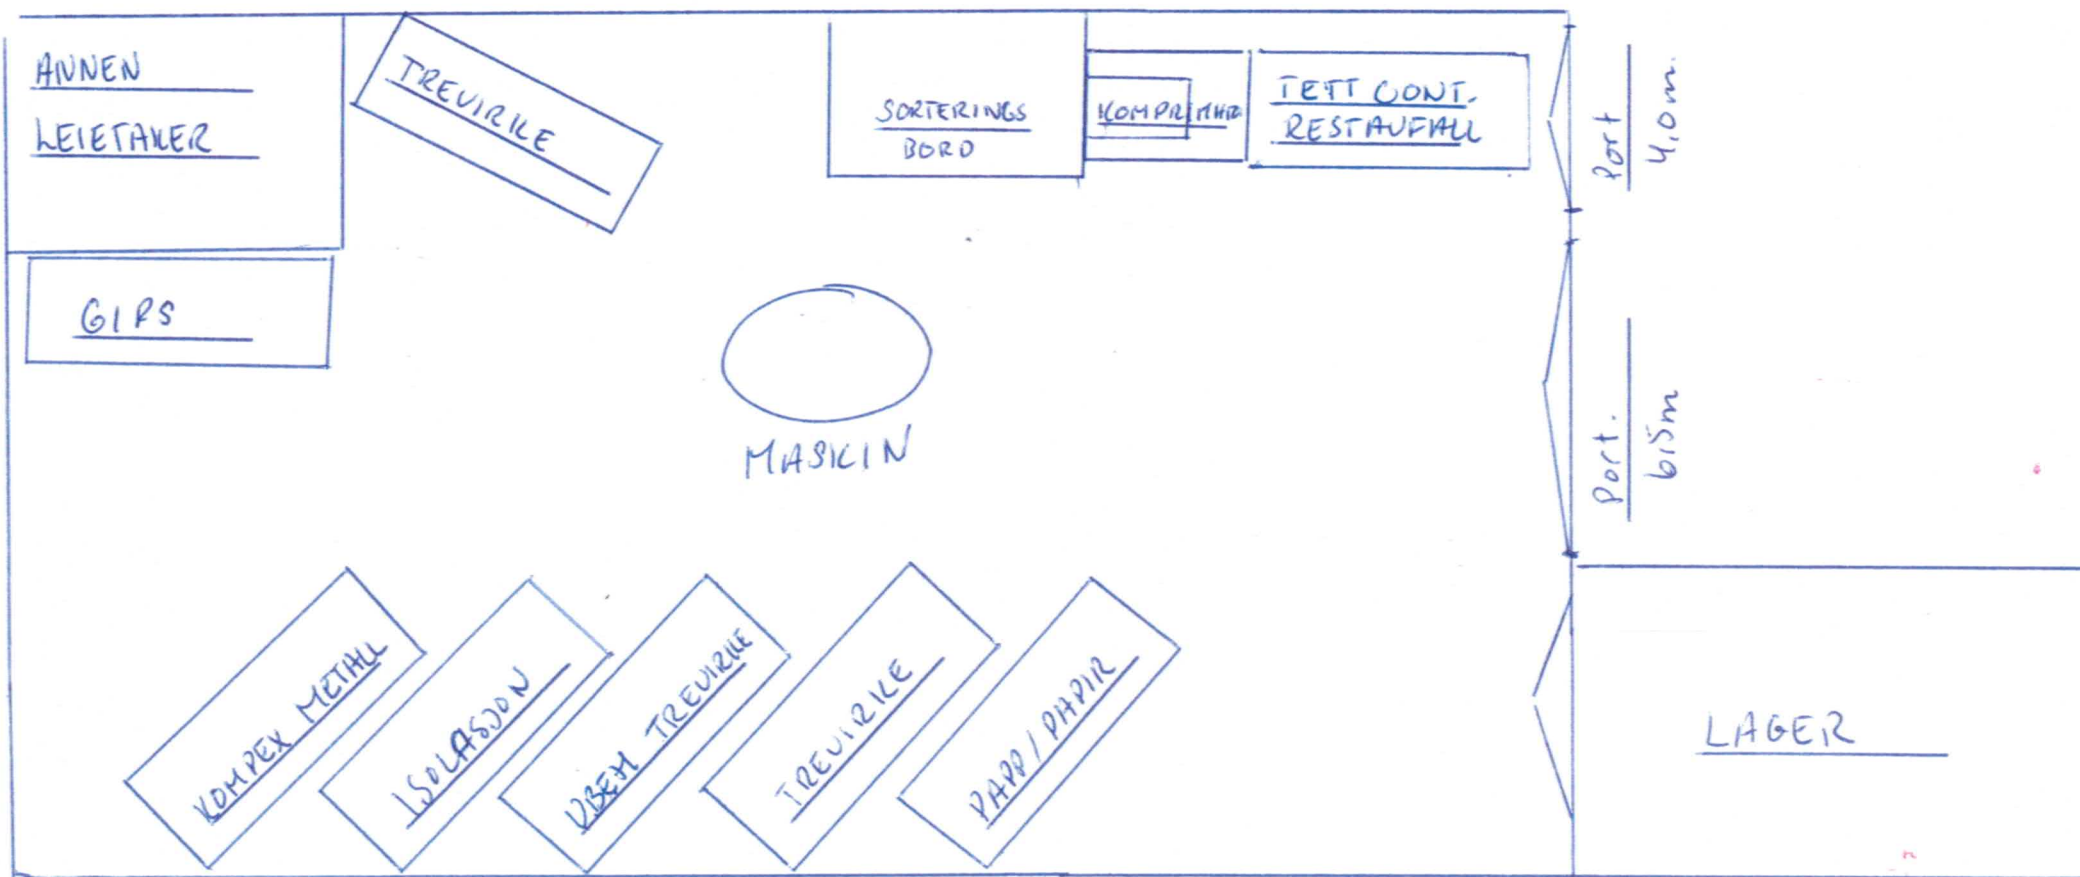 ANNEN
LEIETAKER
TREVIRKE
SORTERINGS
BORD
TETT CONT.
RESTAVFALL
Port
4,0m.
GIPS
MASKIN
Port.
6,5m
KOMPEX METALL
ISOLASJON
UBEH TREVIRKE
TREVIRKE
PAPP/PAPIR
LAGER